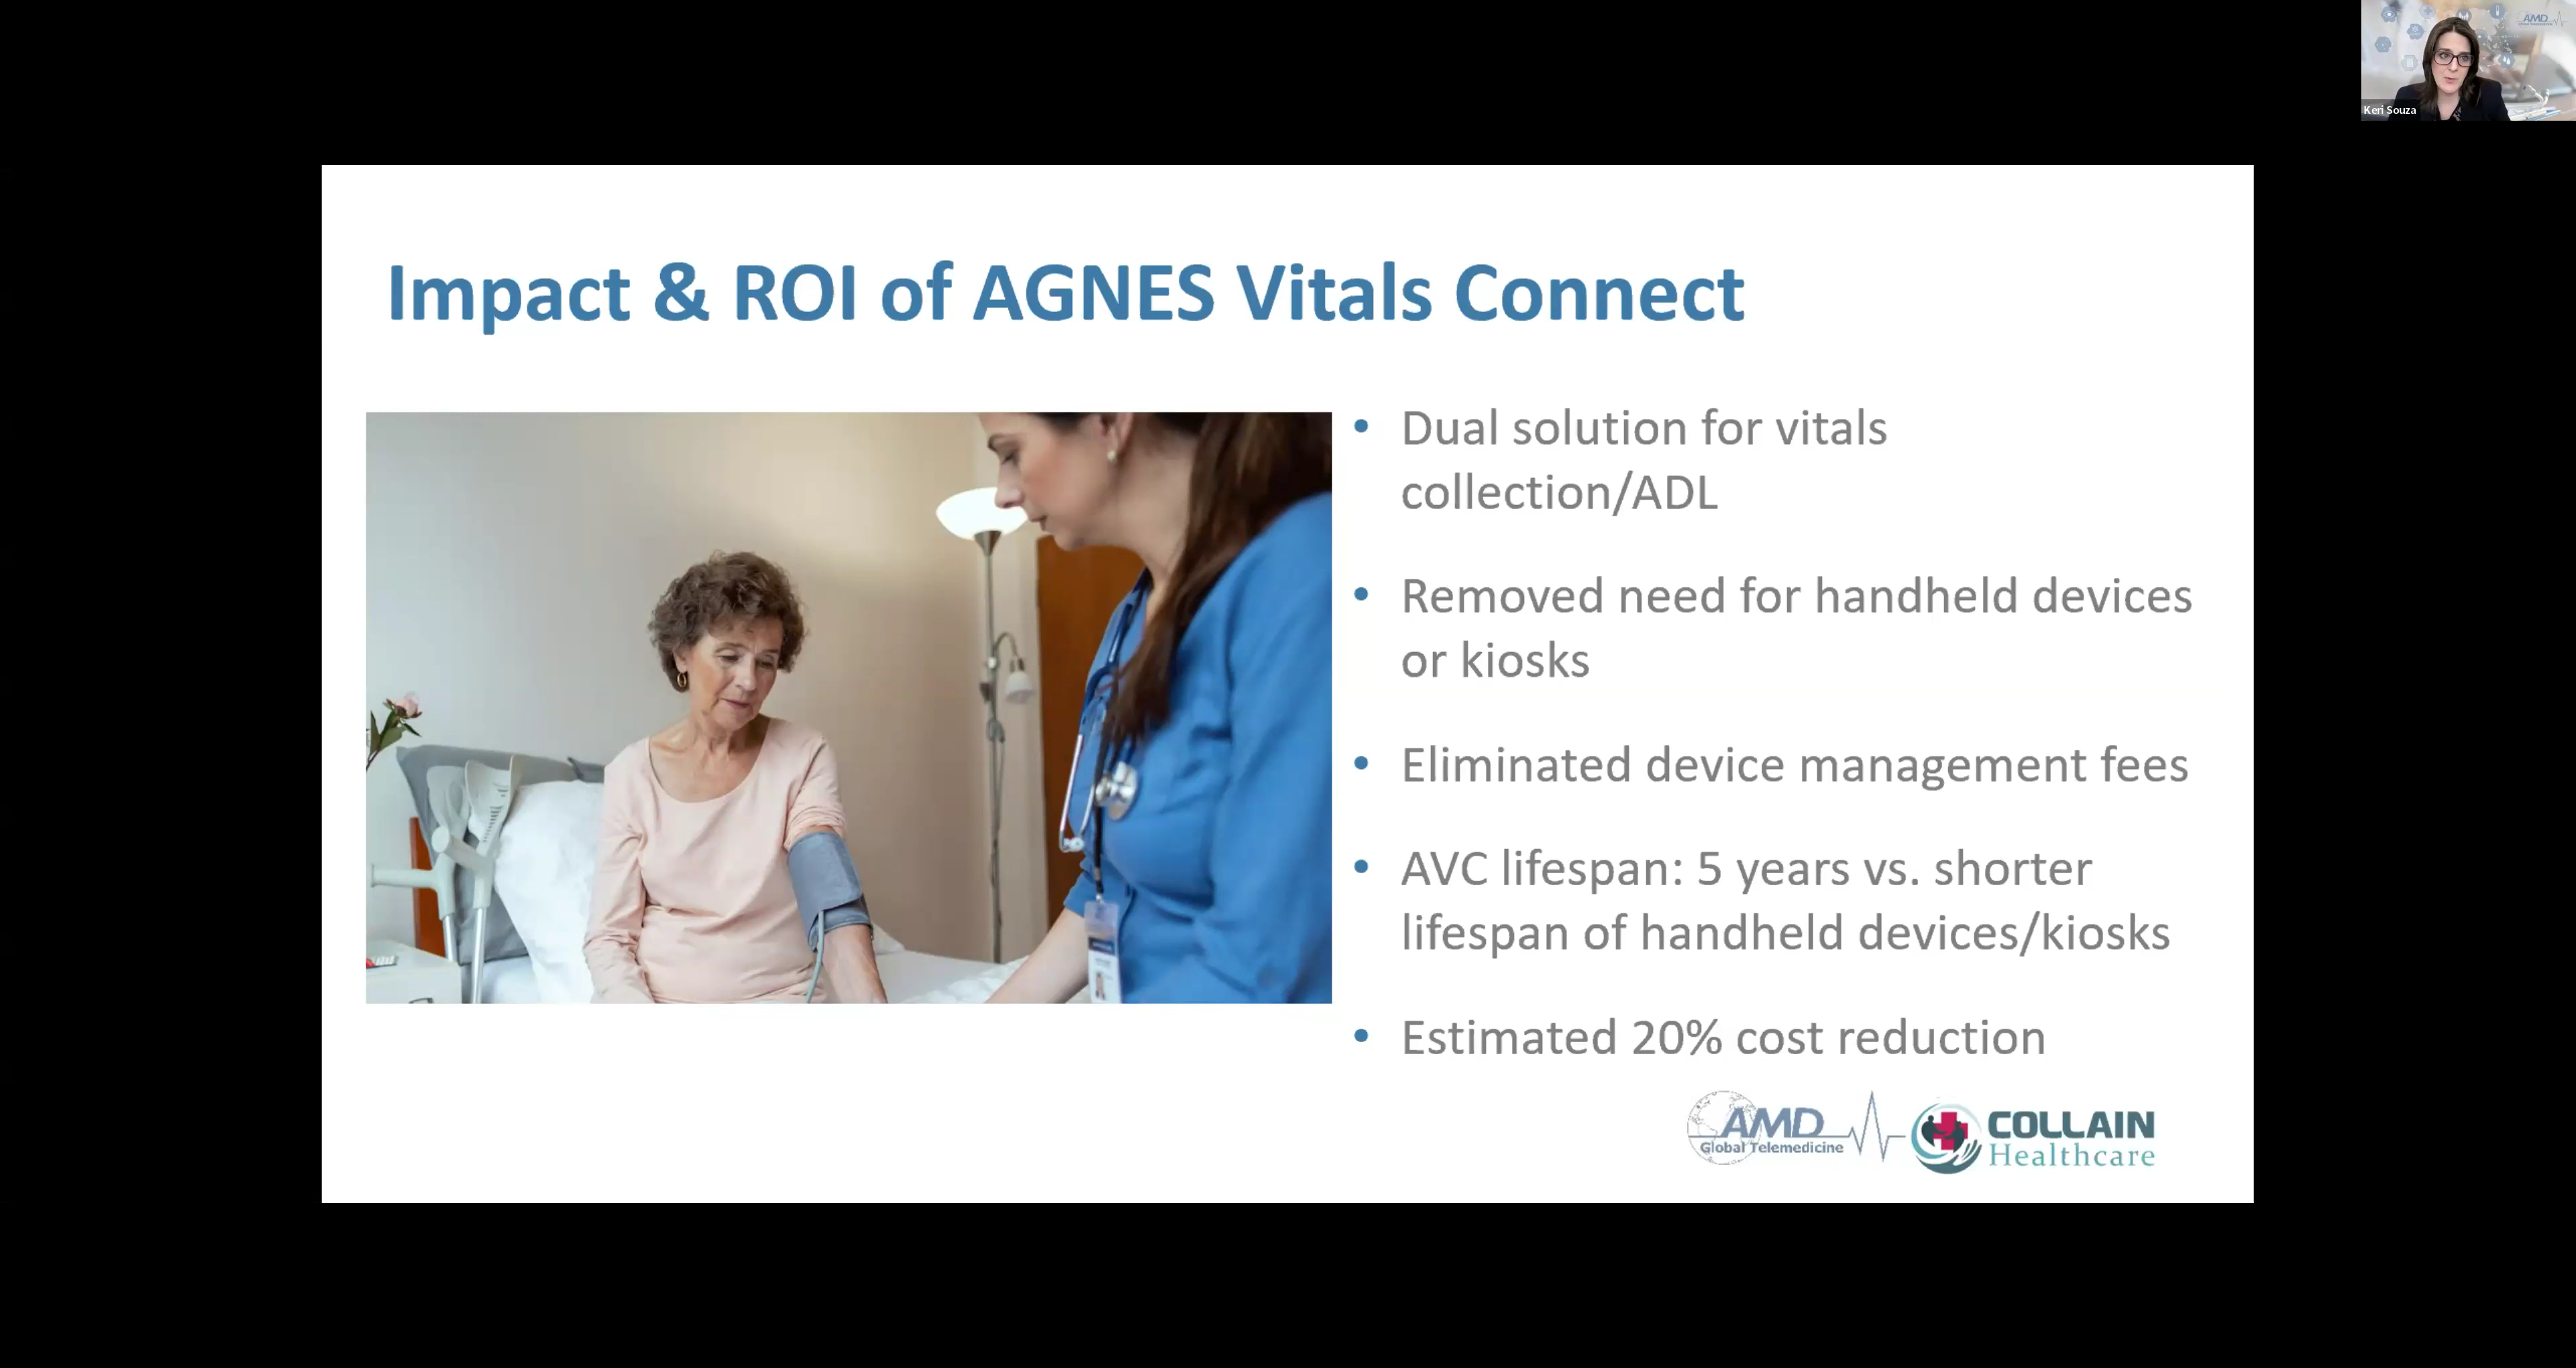 AMD
Keri Souza
Impact & ROI of AGNES Vitals Connect
• Dual solution for vitals
collection/ADL
• Removed need for handheld devices
or kiosks
• Eliminated device management fees
• AVC lifespan: 5 years vs. shorter
lifespan of handheld devices/kiosks
• Estimated 20% cost reduction
AMD
Global Telemedicine
COLLAIN
Healthcare